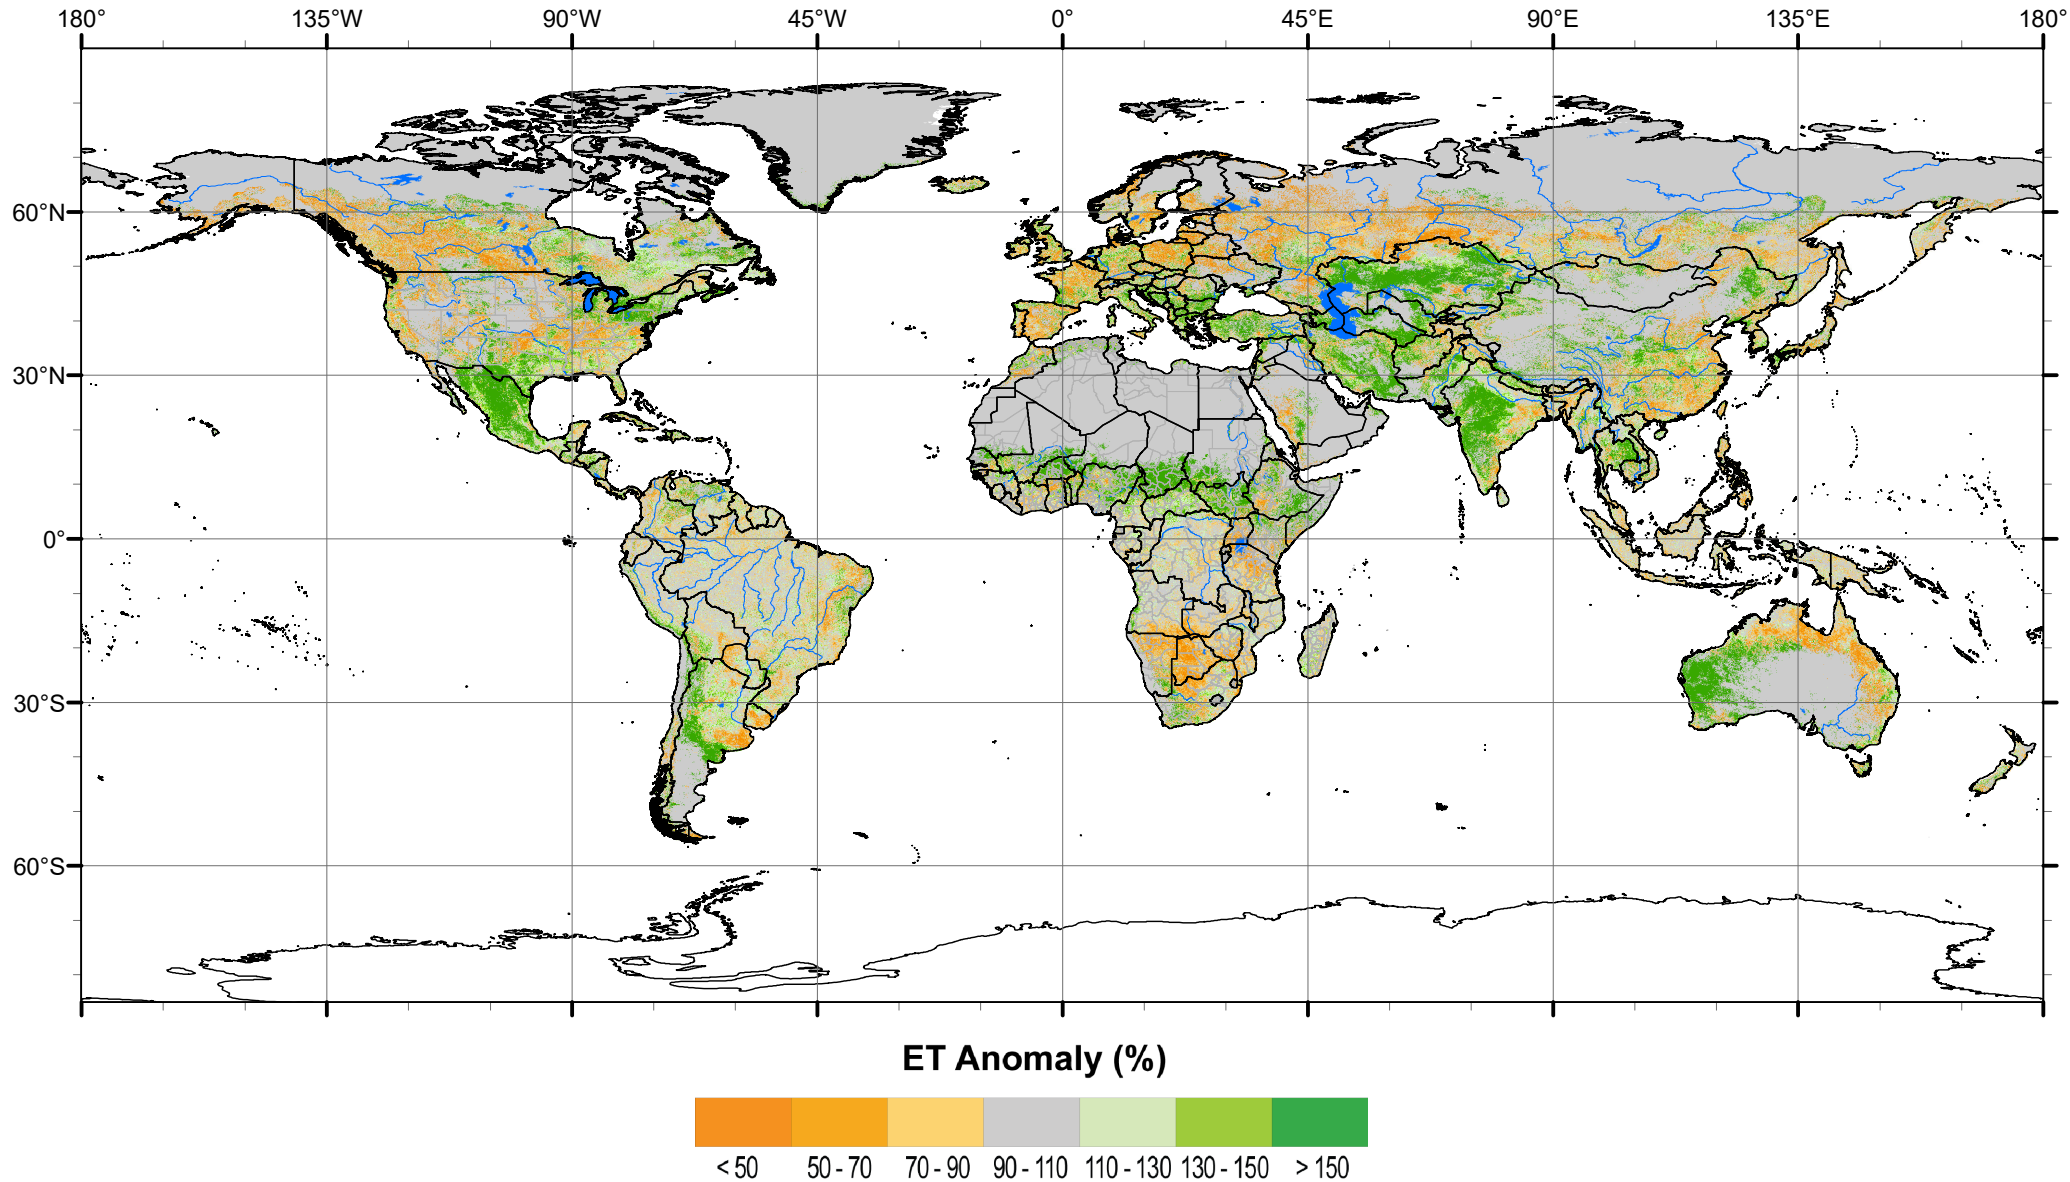 180° 135°W 90°W 45°W 0° 45°E 90°E 135°E 180°
60°N
30°N
0°
30°S
60°S
ET Anomaly (%)
< 50 50 - 70 70 - 90 90 - 110 110 - 130 130 - 150 > 150